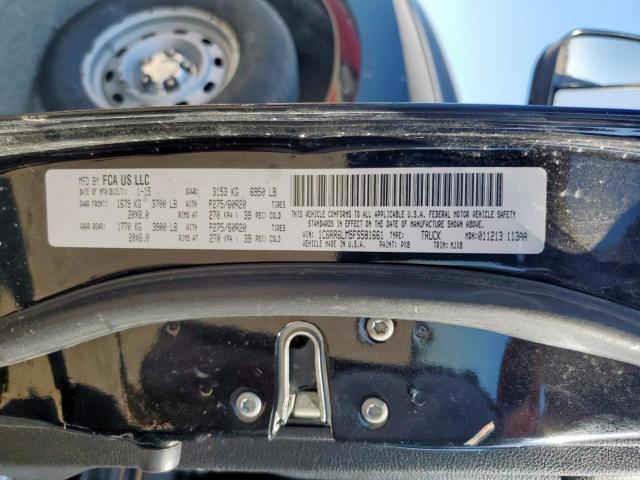 MFD BY FCA US LLC
DATE OF MFR(BUILT): 1-15 GVWR: 3153 KG 6950 LB
GAWR FRONT: 1679 KG 3700 LB WITH P275/60R20 TIRES
20X8.0 RIMS AT 270 KPA ( 39 PSI) COLD
GAWR REAR: 1770 KG 3900 LB WITH P275/60R20 TIRES
20X8.0 RIMS AT 270 KPA ( 39 PSI) COLD
THIS VEHICLE CONFORMS TO ALL APPLICABLE U.S.A. FEDERAL MOTOR VEHICLE
SAFETY STANDARDS IN EFFECT ON THE DATE OF MANUFACTURE SHOWN ABOVE.
VIN: 1C6RR6LM5FS581661 TYPE: TRUCK MDH:011213 113AA
PAINT: PX8 TRIM: MJX8